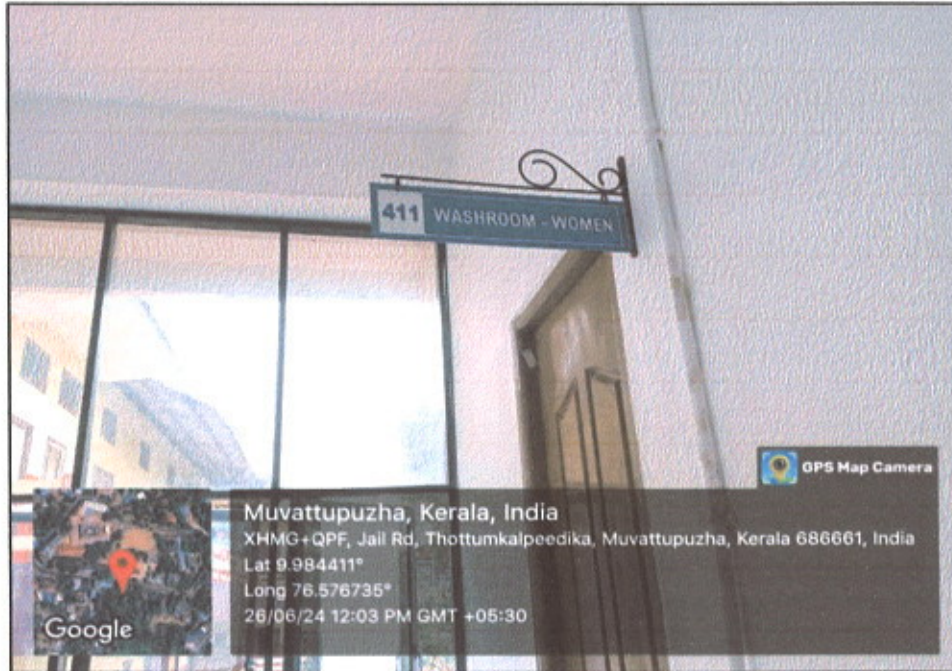 411 WASHROOM - WOMEN
GPS Map Camera
Muvattupuzha, Kerala, India
XHMG+QPF, Jail Rd, Thottumkalpeedika, Muvattupuzha, Kerala 686661, India
Lat 9.984411°
Long 76.576735°
26/06/24 12:03 PM GMT +05:30
Google